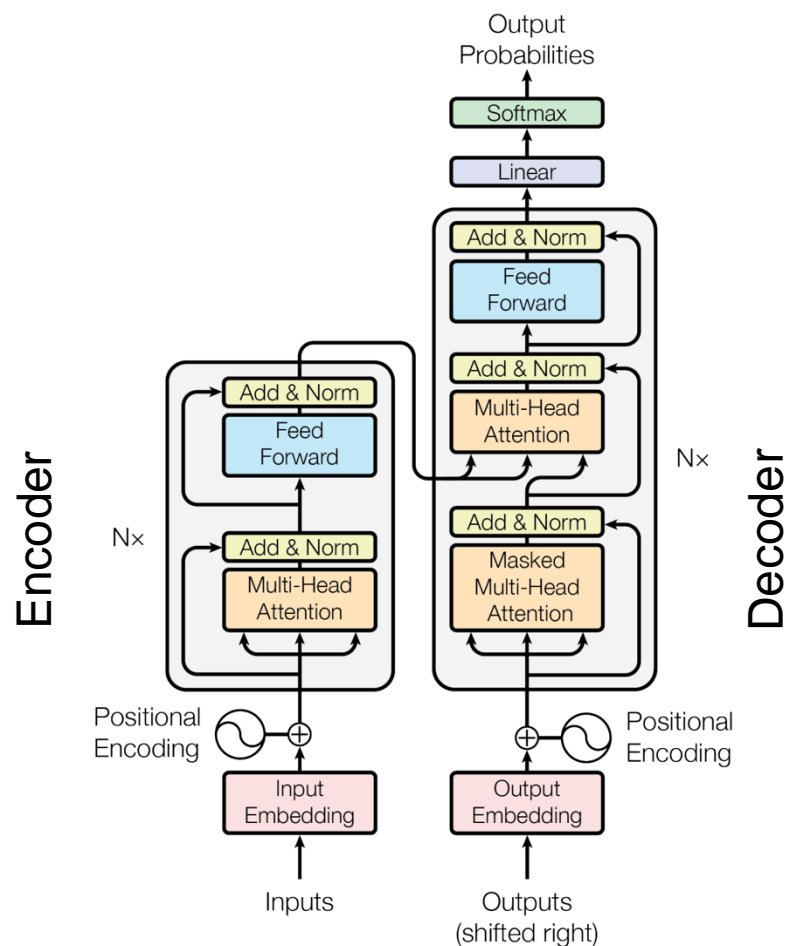 Output
Probabilities
Softmax
Linear
Add & Norm
Feed
Forward
Add & Norm
Multi-Head
Attention
Add & Norm
Masked
Multi-Head
Attention
Nx
Decoder
Positional
Encoding
Output
Embedding
Outputs
(shifted right)
Encoder
Nx
Add & Norm
Feed
Forward
Add & Norm
Multi-Head
Attention
Positional
Encoding
Input
Embedding
Inputs